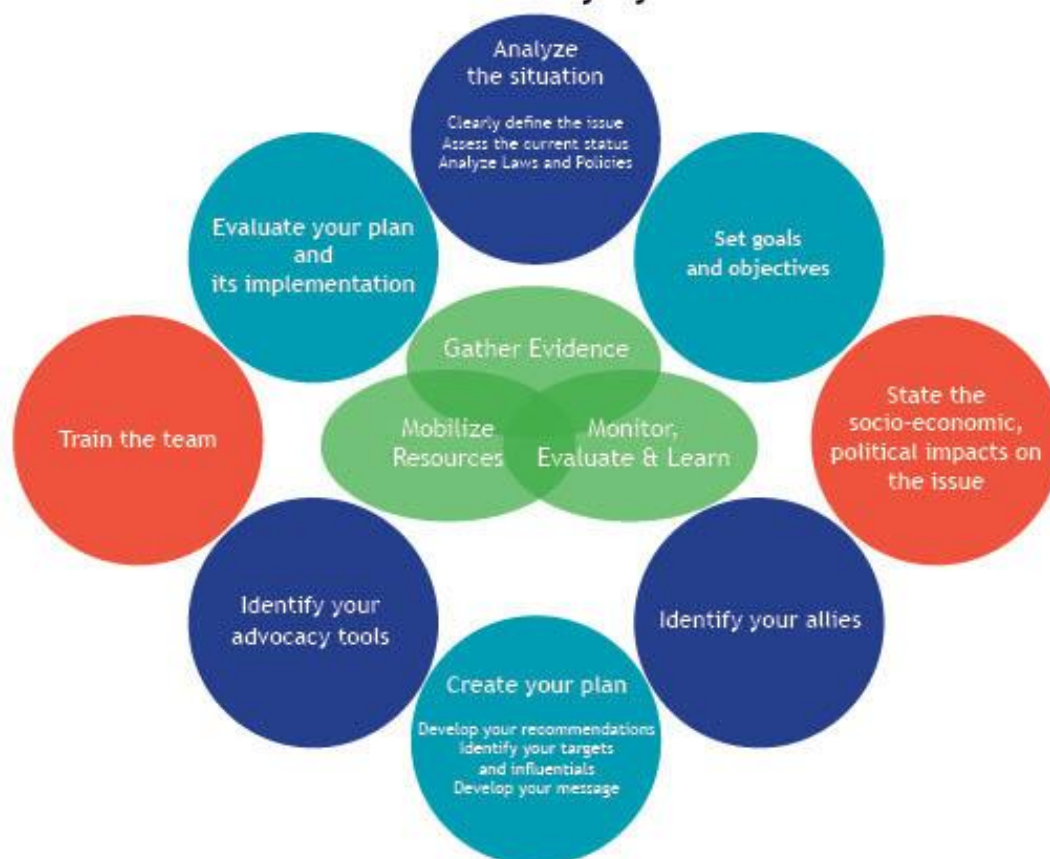 Analyze
the situation
Clearly define the issue
Assess the current status
Analyze Laws and Policies
Set goals
and objectives
State the
socio-economic,
political impacts on
the issue
Identify your allies
Create your plan
Develop your recommendations
Identify your targets
and influentials
Develop your message
Identify your
advocacy tools
Train the team
Evaluate your plan
and
its implementation
Gather Evidence
Mobilize
Resources
Monitor,
Evaluate & Learn